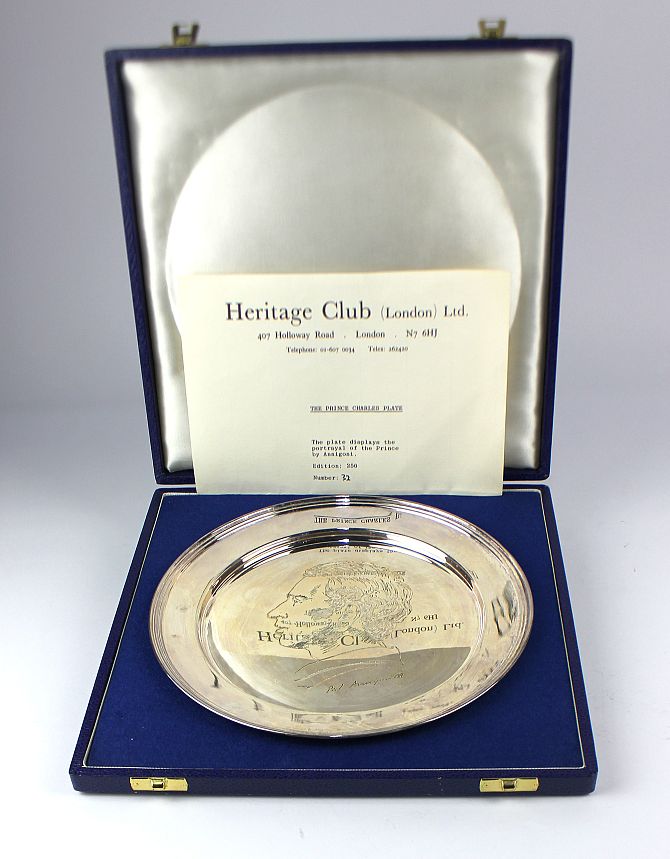 Heritage Club (London) Ltd.
407 Holloway Road . London . N7 6HJ
Telephone: 01-607 0034 Telex: 262420
THE PRINCE CHARLES PLATE
The plate displays the
portrayal of the Prince
by Annigoni.
Edition: 250
Number: 32